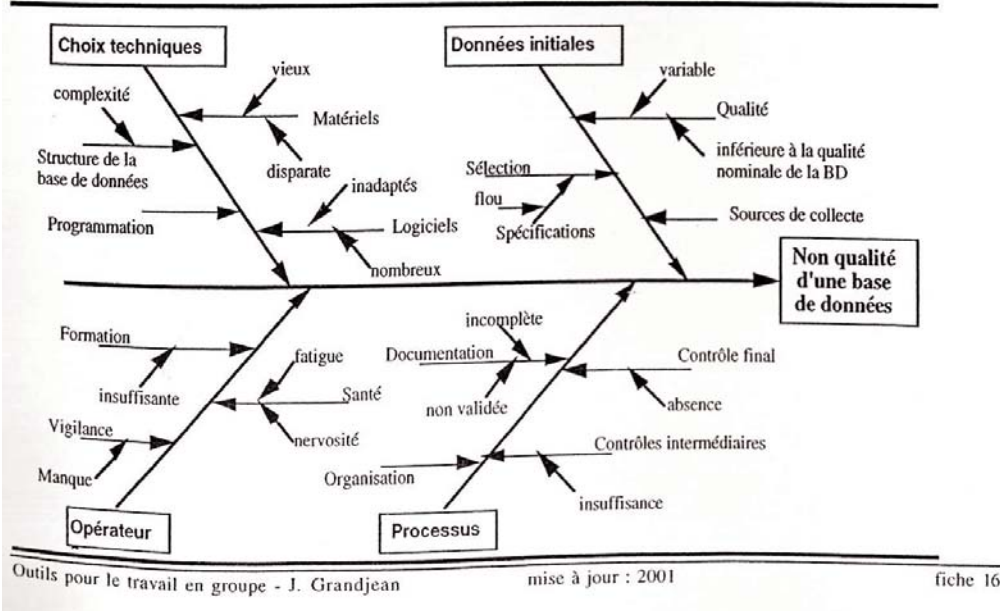 Choix techniques
Données initiales
vieux
variable
complexité
Matériels
Qualité
Structure de la
base de données
disparate
inférieure à la qualité
nominale de la BD
inadaptés
Sélection
flou
Spécifications
Sources de collecte
Programmation
Logiciels
nombreux
Non qualité
d'une base
de données
Formation
insuffisante
fatigue
Santé
nervosité
Vigilance
Manque
Opérateur
incomplète
Documentation
non validée
Contrôle final
absence
Contrôles intermédiaires
Organisation
insuffisance
Processus
Outils pour le travail en groupe - J. Grandjean
mise à jour : 2001
fiche 16